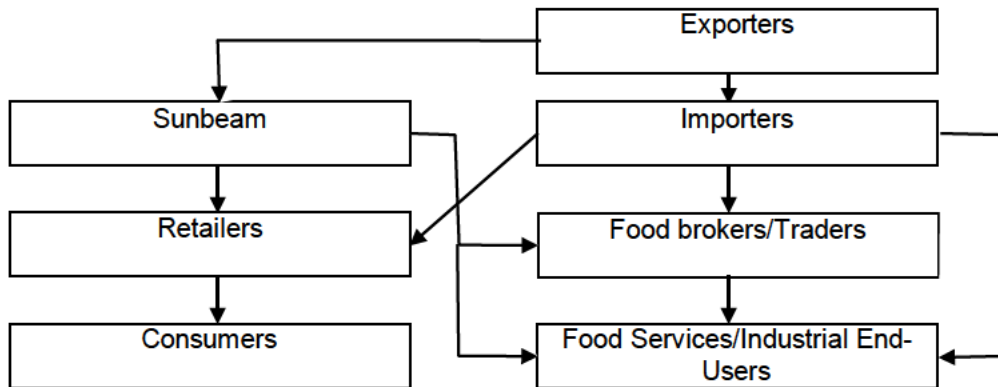 Exporters
Sunbeam
Importers
Retailers
Food brokers/Traders
Consumers
Food Services/Industrial End-
Users